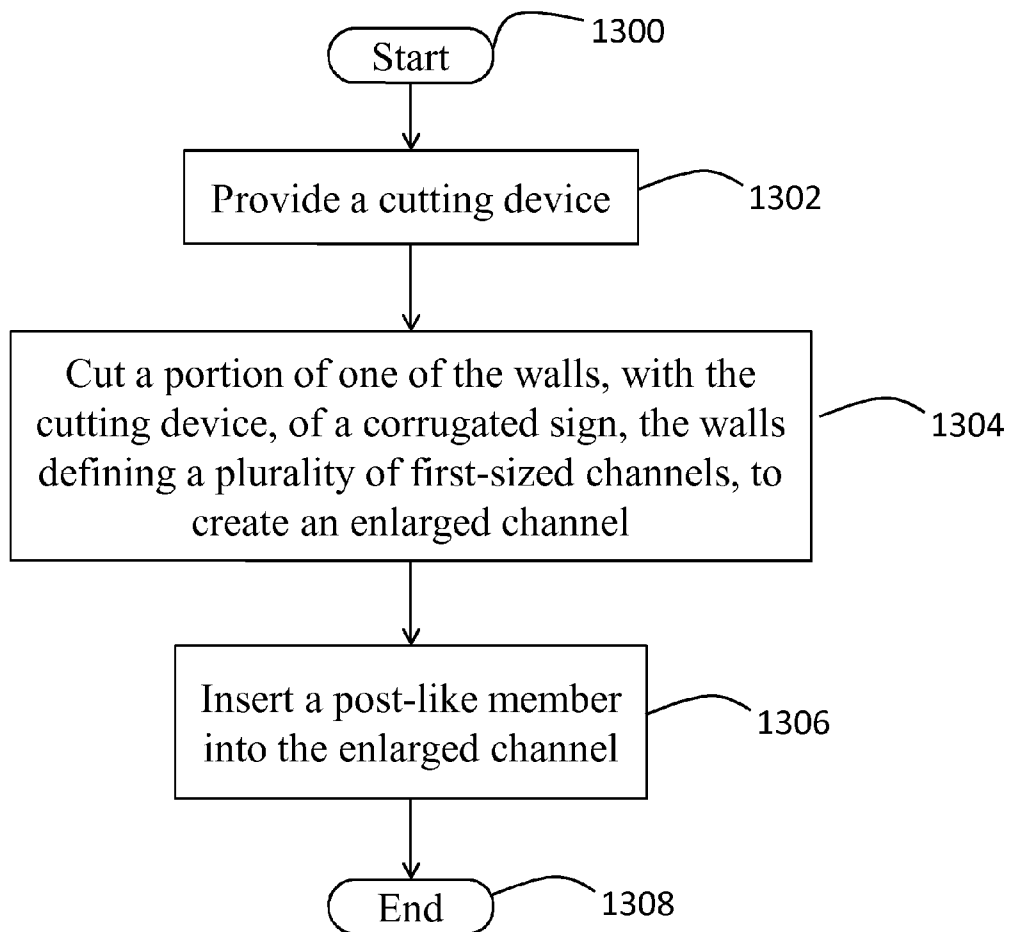 Start
1300
Provide a cutting device
1302
Cut a portion of one of the walls, with the
cutting device, of a corrugated sign, the walls
defining a plurality of first-sized channels, to
create an enlarged channel
1304
Insert a post-like member
into the enlarged channel
1306
End
1308